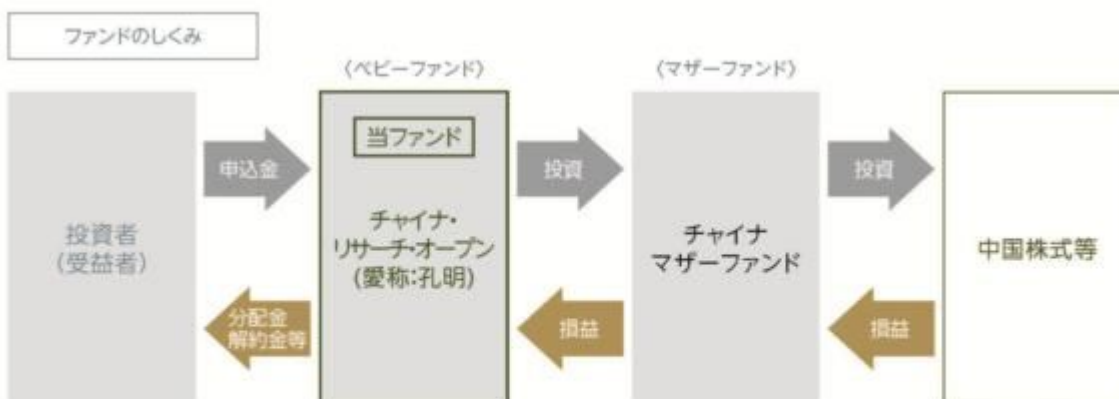 ファンドのしくみ
〈ベビーファンド〉
〈マザーファンド〉
投資者
(受益者)
申込金
分配金
解約金等
当ファンド
チャイナ・
リサーチ・オープン
(愛称:孔明)
投資
損益
チャイナ
マザーファンド
投資
損益
中国株式等